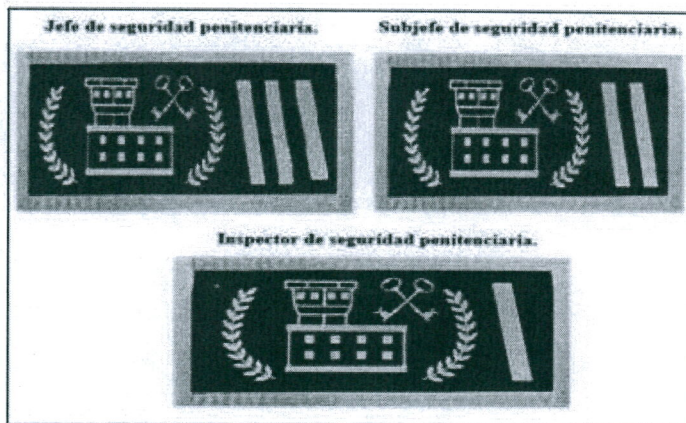 Jefe de seguridad penitenciaria.
Subjefe de seguridad penitenciaria.
Inspector de seguridad penitenciaria.